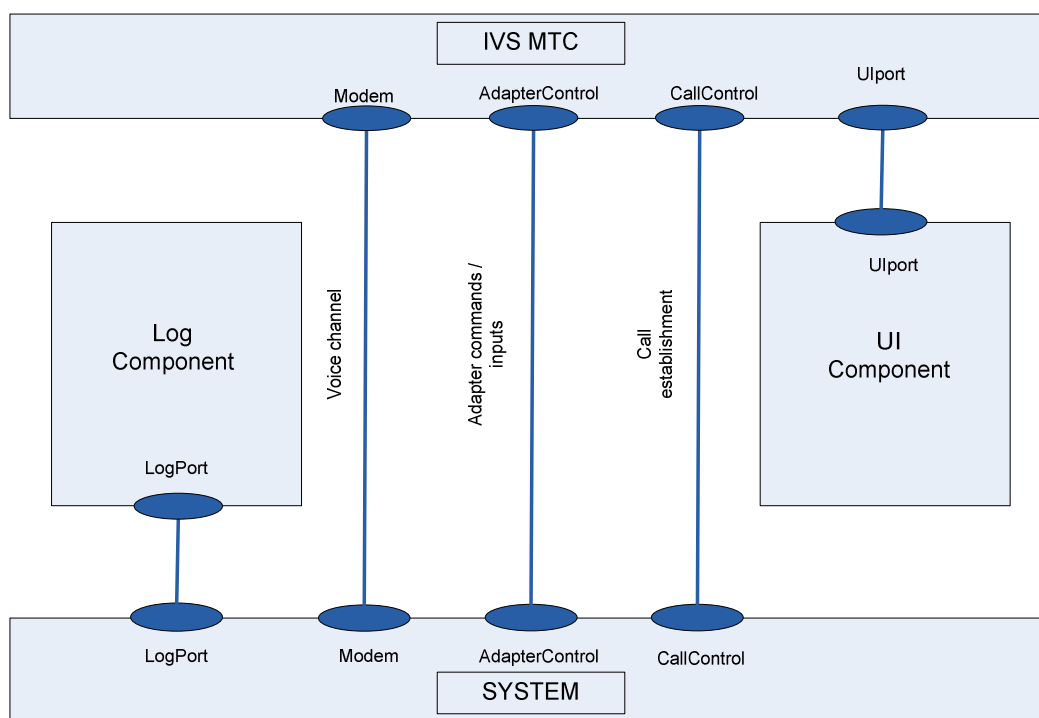 IVS MTC
UIport
Modem
AdapterControl
CallControl
UIport
Log
Component
Voice channel
Adapter commands /
inputs
Call
establishment
UI
Component
LogPort
LogPort
Modem
AdapterControl
CallControl
SYSTEM